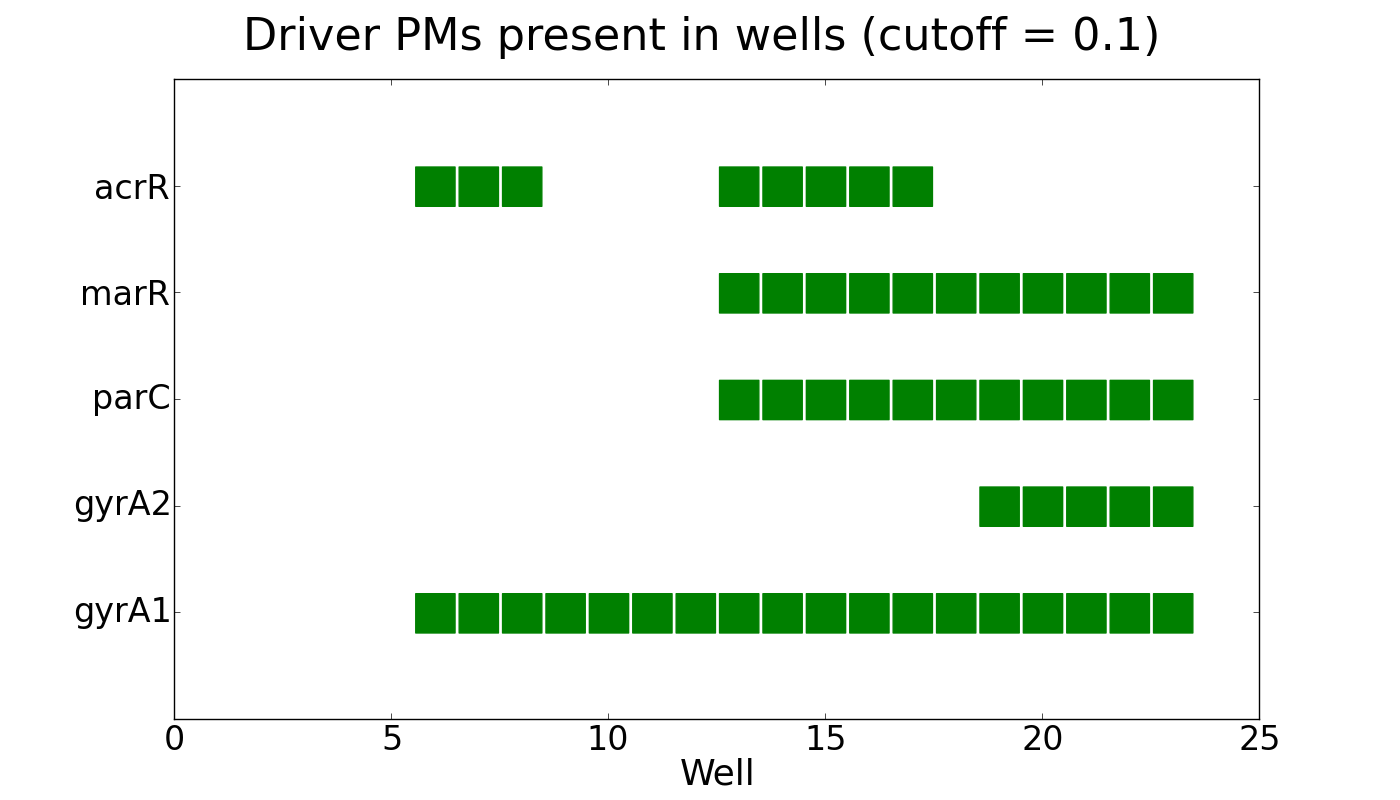 Driver PMs present in wells (cutoff = 0.1)
acrR
marR
parC
gyrA2
gyrA1
0 5 10 15 20 25
Well